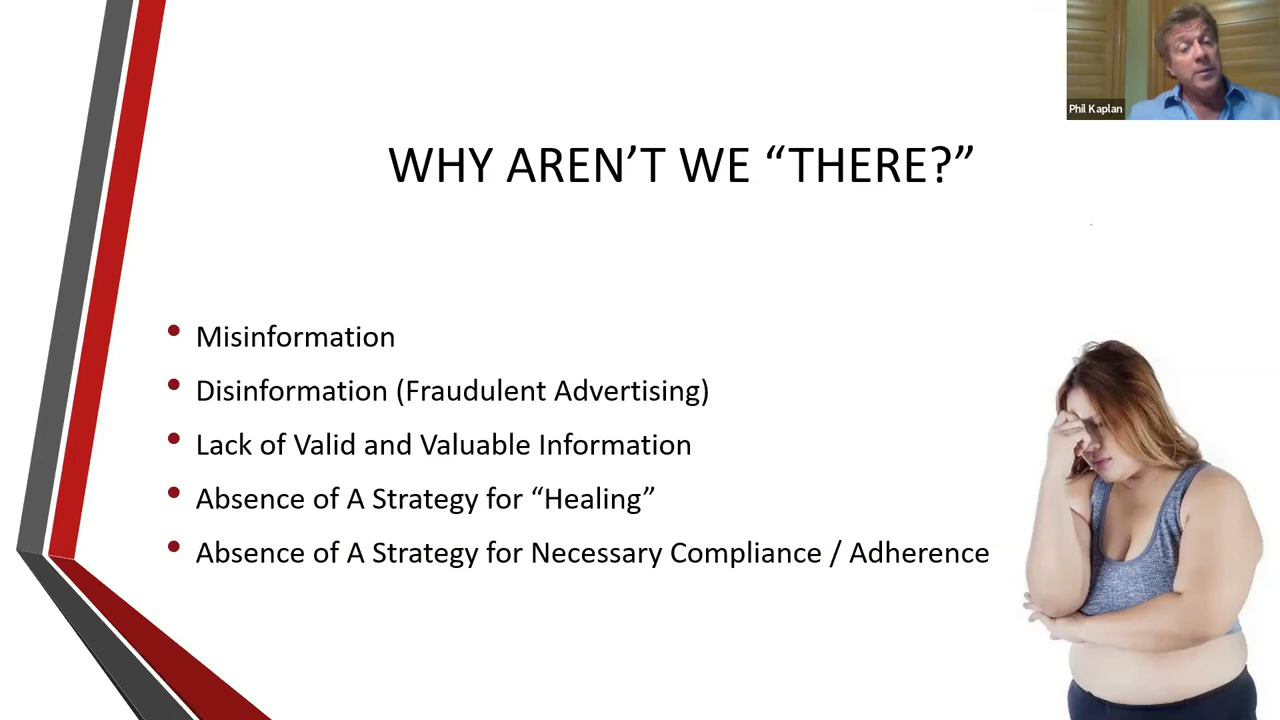 Phil Kaplan
WHY AREN’T WE “THERE?”
• Misinformation
• Disinformation (Fraudulent Advertising)
• Lack of Valid and Valuable Information
• Absence of A Strategy for “Healing”
• Absence of A Strategy for Necessary Compliance / Adherence